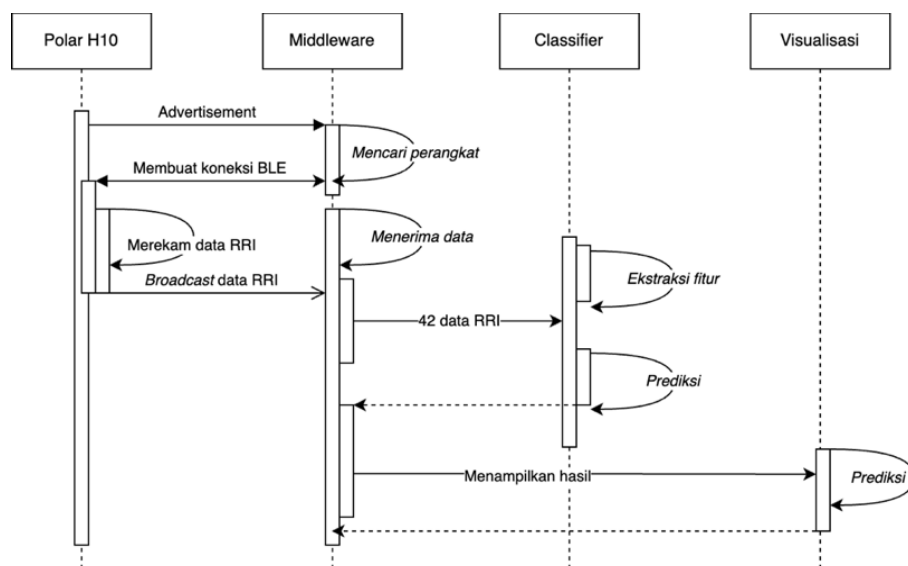 Polar H10
Middleware
Classifier
Visualisasi
Advertisement
Mencari perangkat
Membuat koneksi BLE
Merekam data RRI
Menerima data
Broadcast data RRI
Ekstraksi fitur
42 data RRI
Prediksi
Menampilkan hasil
Prediksi